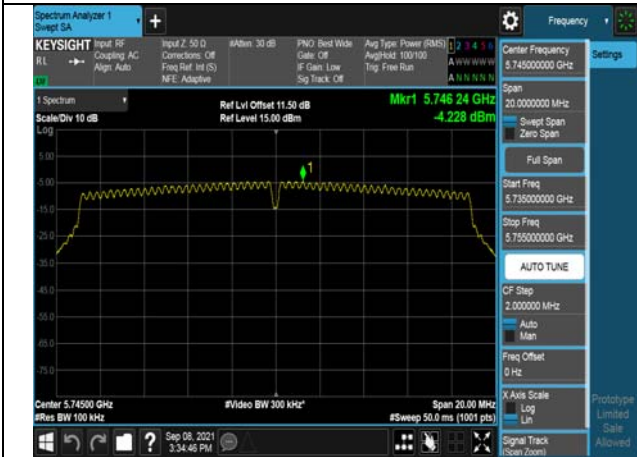 Spectrum Analyzer 1
Swept SA
+
Frequency
KEYSIGHT
RL
Input: RF
Coupling: AC
Align: Auto
Input Z: 50 Ω
Corrections: Off
Freq Ref: Int (S)
NFE: Adaptive
#Atten: 30 dB
PNO: Best Wide
Gate: Off
IF Gain: Low
Sig Track: Off
Avg Type: Power (RMS)
Avg|Hold: 100/100
Trig: Free Run
1 2 3 4 5 6
A W W W W W
A N N N N N
1 Spectrum
Scale/Div 10 dB
Log
Ref Lvl Offset 11.50 dB
Ref Level 15.00 dBm
Mkr1 5.746 24 GHz
-4.228 dBm
1
5.00
-5.00
-15.0
-25.0
-35.0
-45.0
-55.0
-65.0
-75.0
Center 5.74500 GHz
#Res BW 100 kHz
#Video BW 300 kHz*
Span 20.00 MHz
#Sweep 50.0 ms (1001 pts)
?
Sep 08, 2021
3:34:46 PM
Center Frequency
5.745000000 GHz
Settings
Span
20.0000000 MHz
Swept Span
Zero Span
Full Span
Start Freq
5.735000000 GHz
Stop Freq
5.755000000 GHz
AUTO TUNE
CF Step
2.000000 MHz
Auto
Man
Freq Offset
0 Hz
X Axis Scale
Log
Lin
Signal Track
(Span Zoom)
Prototype
Limited
Sale
Allowed